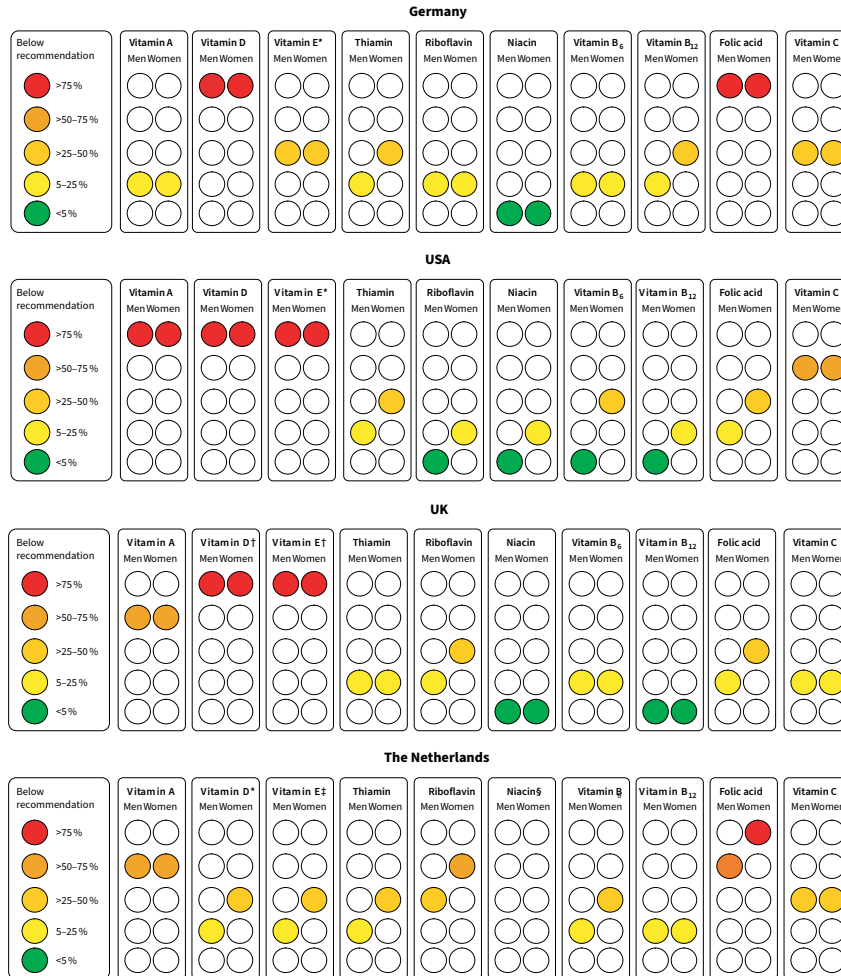 Germany
Below
recommendation
>75 %
>50–75 %
>25–50 %
5–25 %
<5 %
Vitamin A
Men Women
Vitamin D
Men Women
Vitamin E*
Men Women
Thiamin
Men Women
Riboflavin
Men Women
Niacin
Men Women
Vitamin B6
Men Women
Vitamin B12
Men Women
Folic acid
Men Women
Vitamin C
Men Women
USA
Below
recommendation
>75 %
>50–75 %
>25–50 %
5–25 %
<5 %
Vitamin A
Men Women
Vitamin D
Men Women
Vitamin E*
Men Women
Thiamin
Men Women
Riboflavin
Men Women
Niacin
Men Women
Vitamin B6
Men Women
Vitamin B12
Men Women
Folic acid
Men Women
Vitamin C
Men Women
UK
Below
recommendation
>75 %
>50–75 %
>25–50 %
5–25 %
<5 %
Vitamin A
Men Women
Vitamin D†
Men Women
Vitamin E†
Men Women
Thiamin
Men Women
Riboflavin
Men Women
Niacin
Men Women
Vitamin B6
Men Women
Vitamin B12
Men Women
Folic acid
Men Women
Vitamin C
Men Women
The Netherlands
Below
recommendation
>75 %
>50–75 %
>25–50 %
5–25 %
<5 %
Vitamin A
Men Women
Vitamin D*
Men Women
Vitamin E‡
Men Women
Thiamin
Men Women
Riboflavin
Men Women
Niacin§
Men Women
Vitamin B6
Men Women
Vitamin B12
Men Women
Folic acid
Men Women
Vitamin C
Men Women